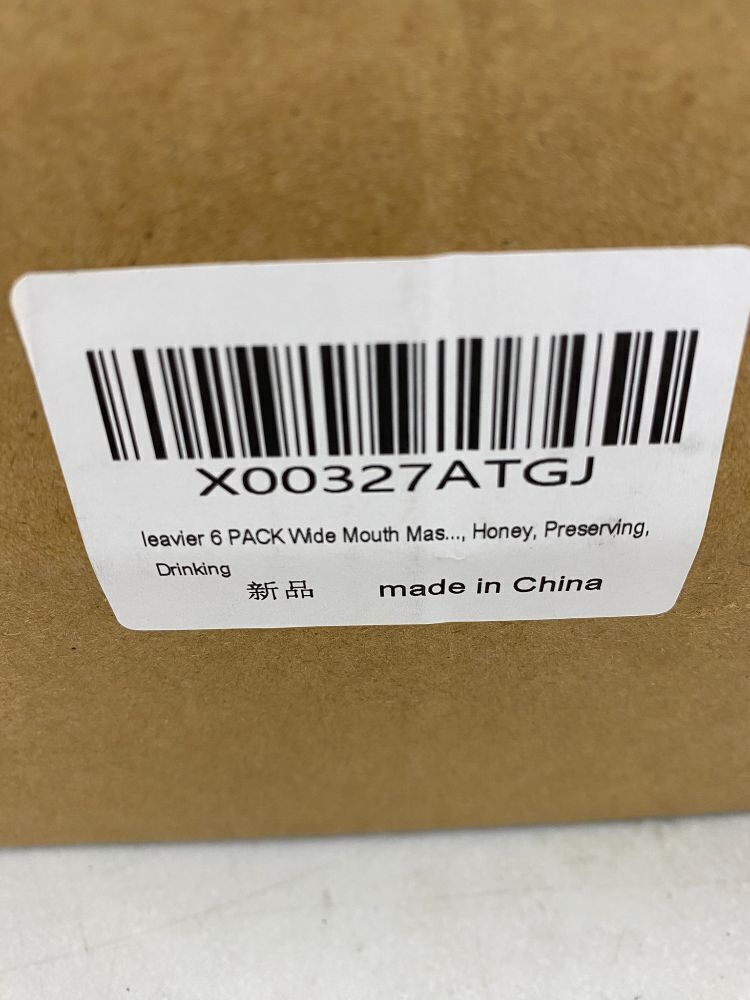 X00327ATGJ
leavier 6 PACK Wide Mouth Mas..., Honey, Preserving,
Drinking
新品 made in China